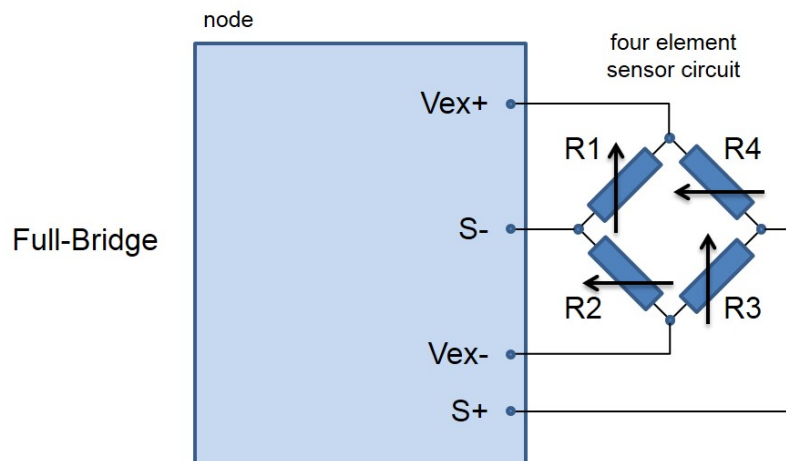 node
four element
sensor circuit
Vex+
R1
R4
S-
Full-Bridge
R2
R3
Vex-
S+